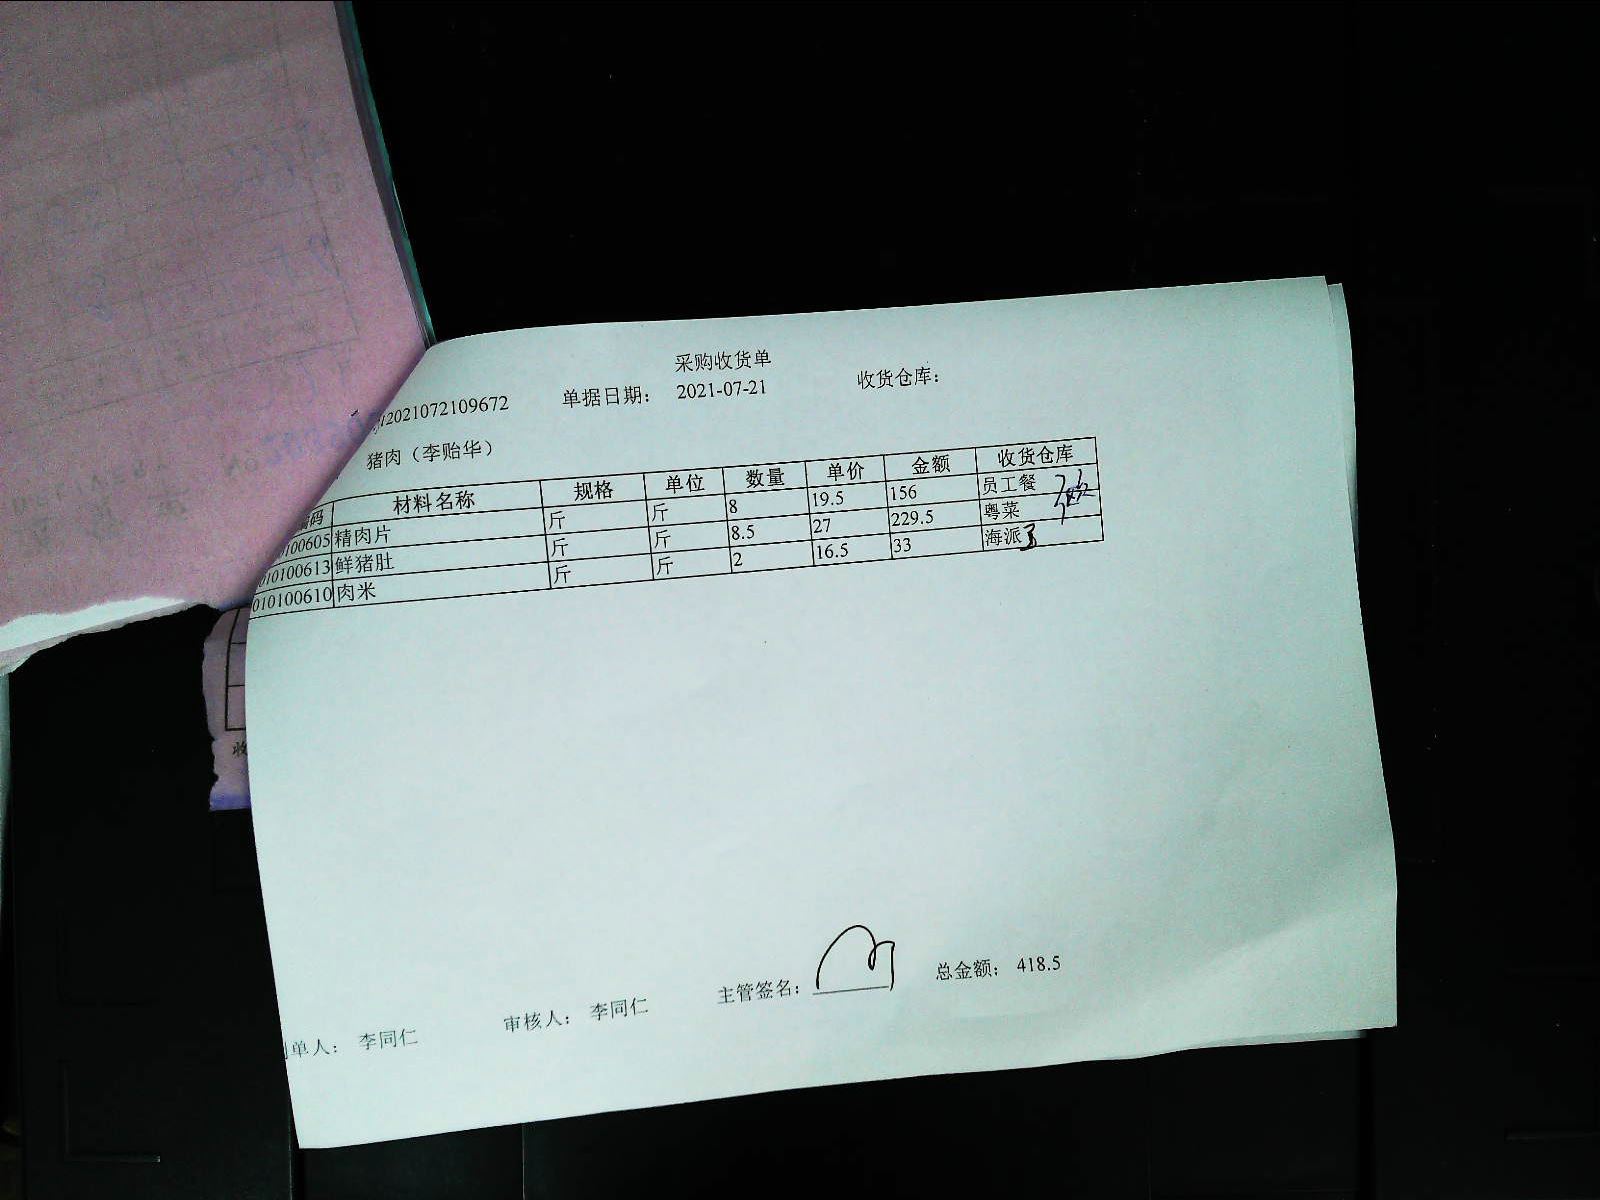 采购收货单
12021072109672 单据日期： 2021-07-21 收货仓库：
猪肉（李贻华）
编码 材料名称 规格 单位 数量 单价 金额 收货仓库
100605 精肉片 斤 斤 8 19.5 156 员工餐
010100613 鲜猪肚 斤 斤 8.5 27 229.5 粤菜
010100610 肉米 斤 斤 2 16.5 33 海派
单人： 李同仁 审核人： 李同仁 主管签名： 总金额： 418.5
收